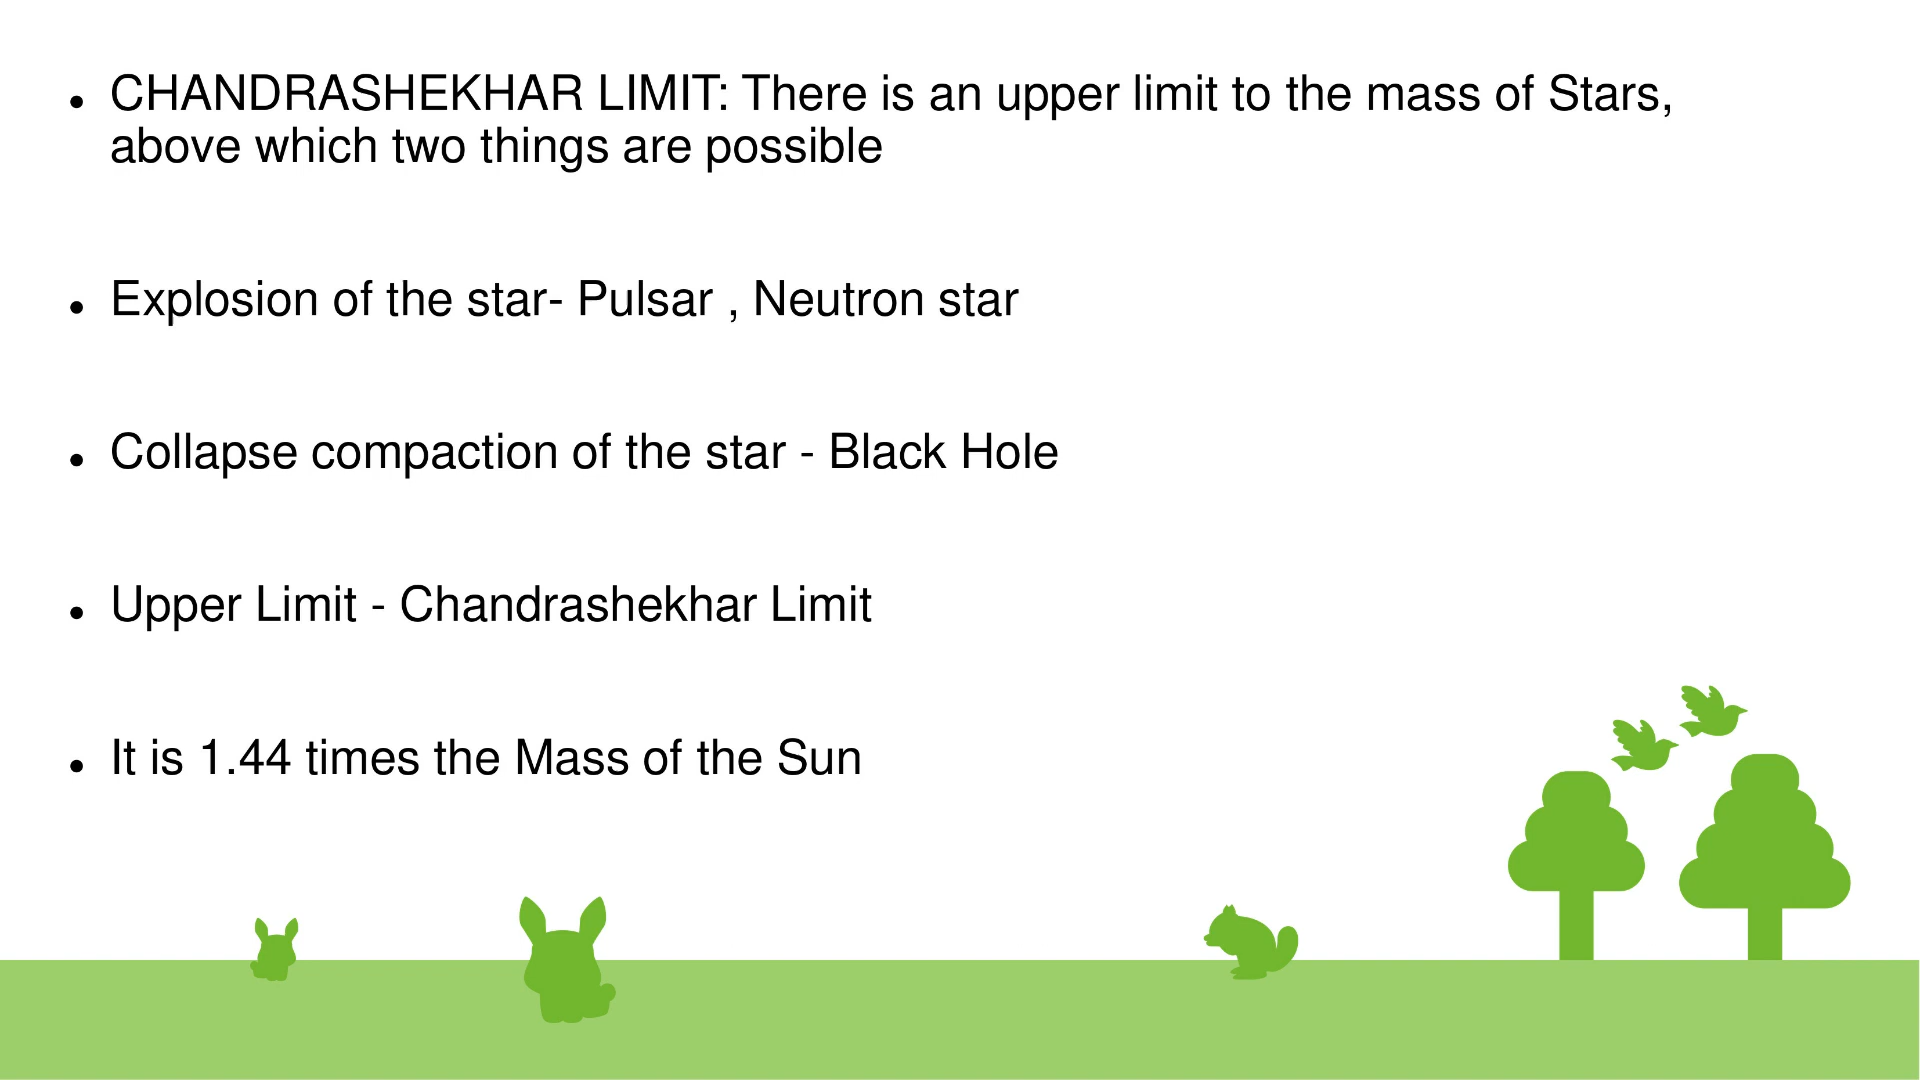 • CHANDRASHEKHAR LIMIT: There is an upper limit to the mass of Stars,
above which two things are possible
• Explosion of the star- Pulsar , Neutron star
• Collapse compaction of the star - Black Hole
• Upper Limit - Chandrashekhar Limit
• It is 1.44 times the Mass of the Sun